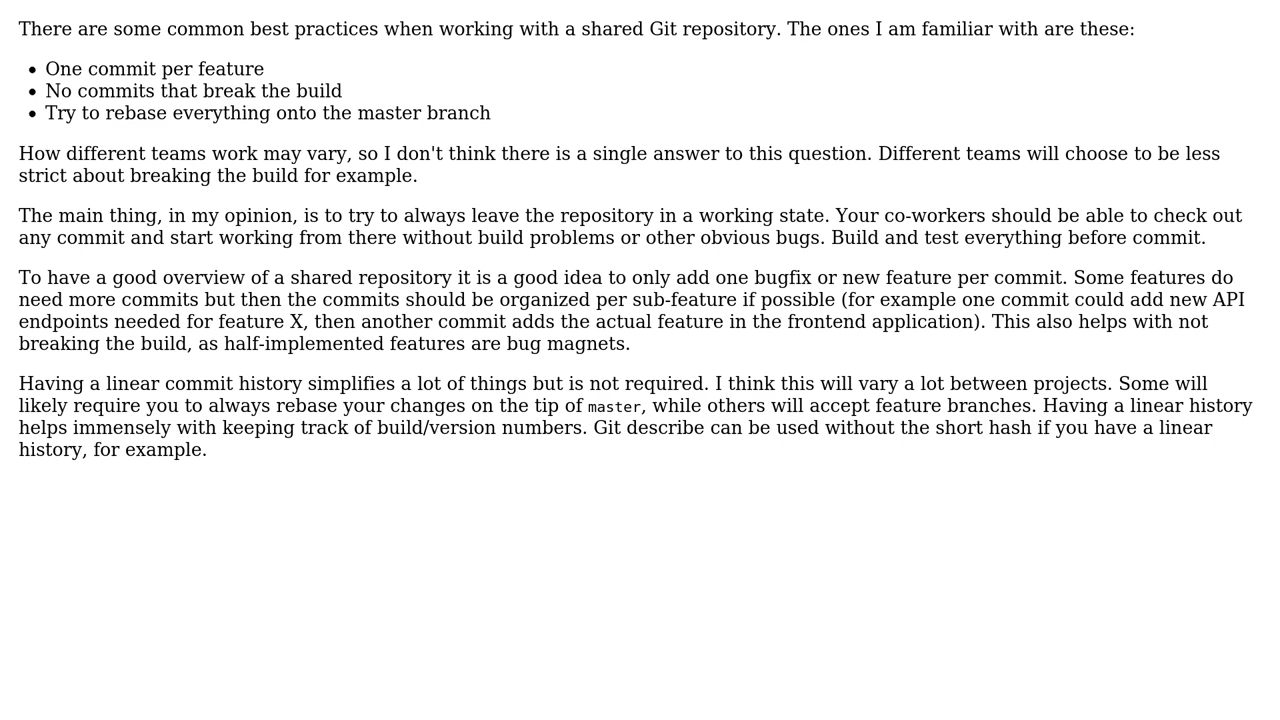 There are some common best practices when working with a shared Git repository. The ones I am familiar with are these:
• One commit per feature
• No commits that break the build
• Try to rebase everything onto the master branch
How different teams work may vary, so I don't think there is a single answer to this question. Different teams will choose to be less
strict about breaking the build for example.
The main thing, in my opinion, is to try to always leave the repository in a working state. Your co-workers should be able to check out
any commit and start working from there without build problems or other obvious bugs. Build and test everything before commit.
To have a good overview of a shared repository it is a good idea to only add one bugfix or new feature per commit. Some features do
need more commits but then the commits should be organized per sub-feature if possible (for example one commit could add new API
endpoints needed for feature X, then another commit adds the actual feature in the frontend application). This also helps with not
breaking the build, as half-implemented features are bug magnets.
Having a linear commit history simplifies a lot of things but is not required. I think this will vary a lot between projects. Some will
likely require you to always rebase your changes on the tip of master, while others will accept feature branches. Having a linear history
helps immensely with keeping track of build/version numbers. Git describe can be used without the short hash if you have a linear
history, for example.